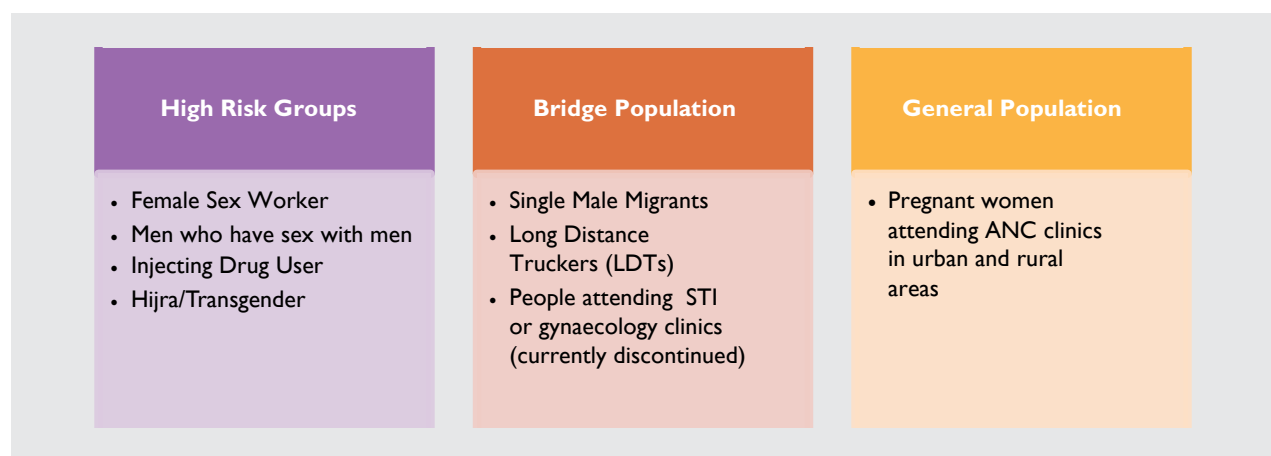 High Risk Groups
• Female Sex Worker
• Men who have sex with men
• Injecting Drug User
• Hijra/Transgender
Bridge Population
• Single Male Migrants
• Long Distance
Truckers (LDTs)
• People attending STI
or gynaecology clinics
(currently discontinued)
General Population
• Pregnant women
attending ANC clinics
in urban and rural
areas